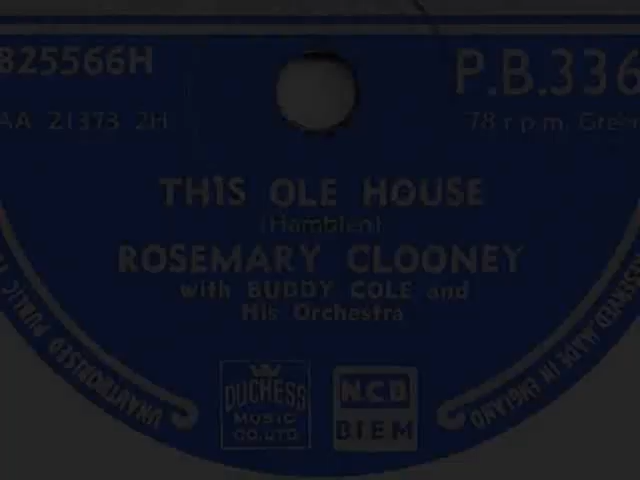 825566H
P.B.336
AA 21373 2H
78 r.p.m.
THIS OLE HOUSE
(Hamblen)
ROSEMARY CLOONEY
with BUDDY COLE and
His Orchestra
DUCHESS
MUSIC
CO. LTD.
N.C.B
BIEM
UNAUTHORISED PUBLIC
RESERVED. MADE IN ENGLAND